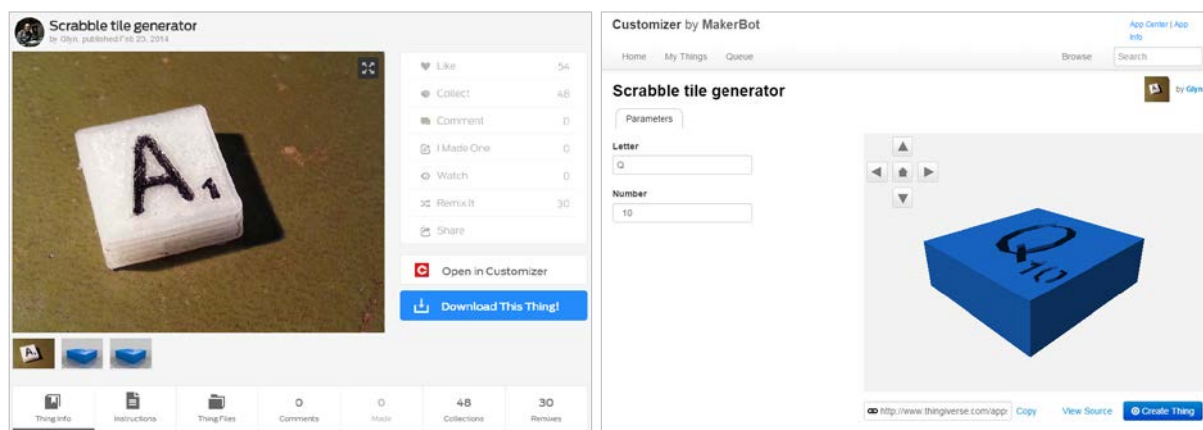 Scrabble tile generator
by Glyn, published Feb 23, 2014
A1
Like 54
Collect 48
Comment 0
I Made One 0
Watch 0
Remix It 30
Share
Open in Customizer
Download This Thing!
Thing Info
Instructions
Thing Files
0
Comments
0
Made
48
Collections
30
Remixes
Customizer by MakerBot
App Center | App
Info
Home My Things Queue Browse Search
Scrabble tile generator
by Glyn
Parameters
Letter
Q
Number
10
Q
10
http://www.thingiverse.com/app
Copy View Source Create Thing